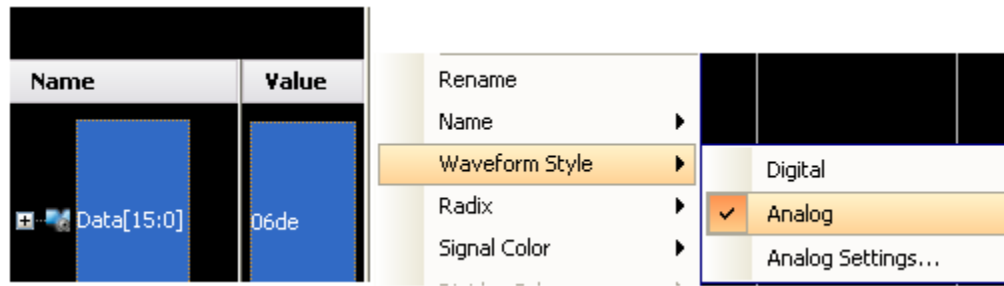 Name Value
Data[15:0] 06de
Rename
Name
Waveform Style
Radix
Signal Color
Digital
Analog
Analog Settings...